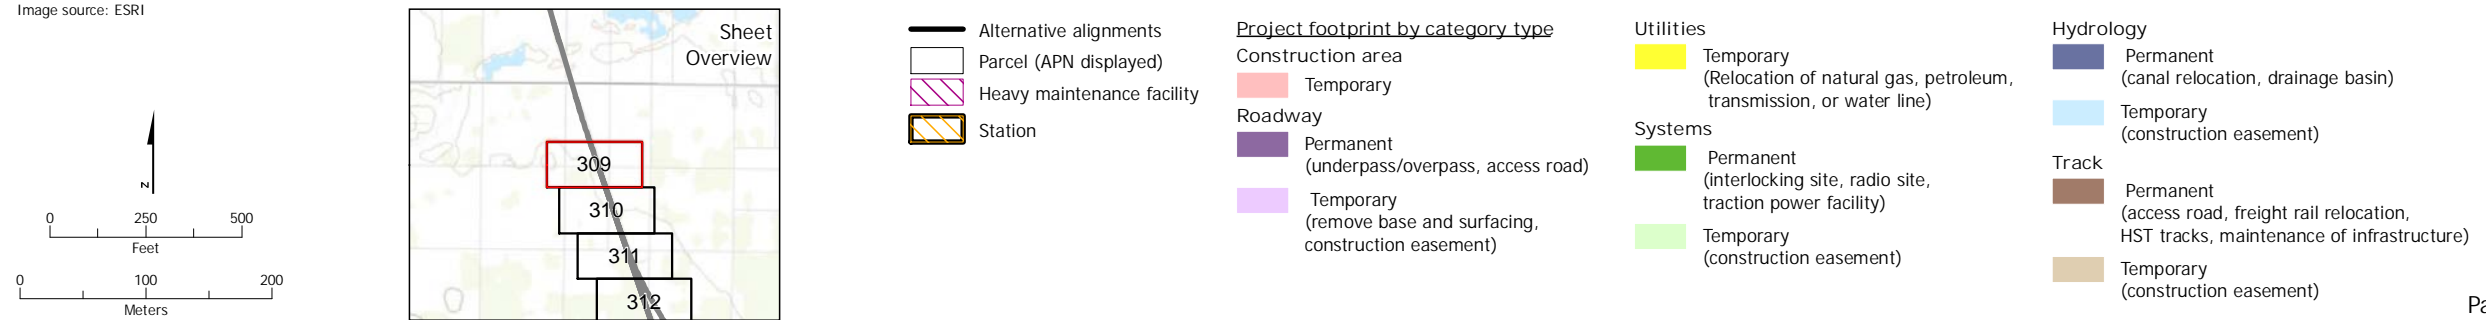 Image source: ESRI
N
0 250 500
Feet
0 100 200
Meters
Sheet
Overview
309
310
311
312
Alternative alignments
Parcel (APN displayed)
Heavy maintenance facility
Station
Project footprint by category type
Construction area
Temporary
Roadway
Permanent
(underpass/overpass, access road)
Temporary
(remove base and surfacing,
construction easement)
Utilities
Temporary
(Relocation of natural gas, petroleum,
transmission, or water line)
Systems
Permanent
(interlocking site, radio site,
traction power facility)
Temporary
(construction easement)
Hydrology
Permanent
(canal relocation, drainage basin)
Temporary
(construction easement)
Track
Permanent
(access road, freight rail relocation,
HST tracks, maintenance of infrastructure)
Temporary
(construction easement)